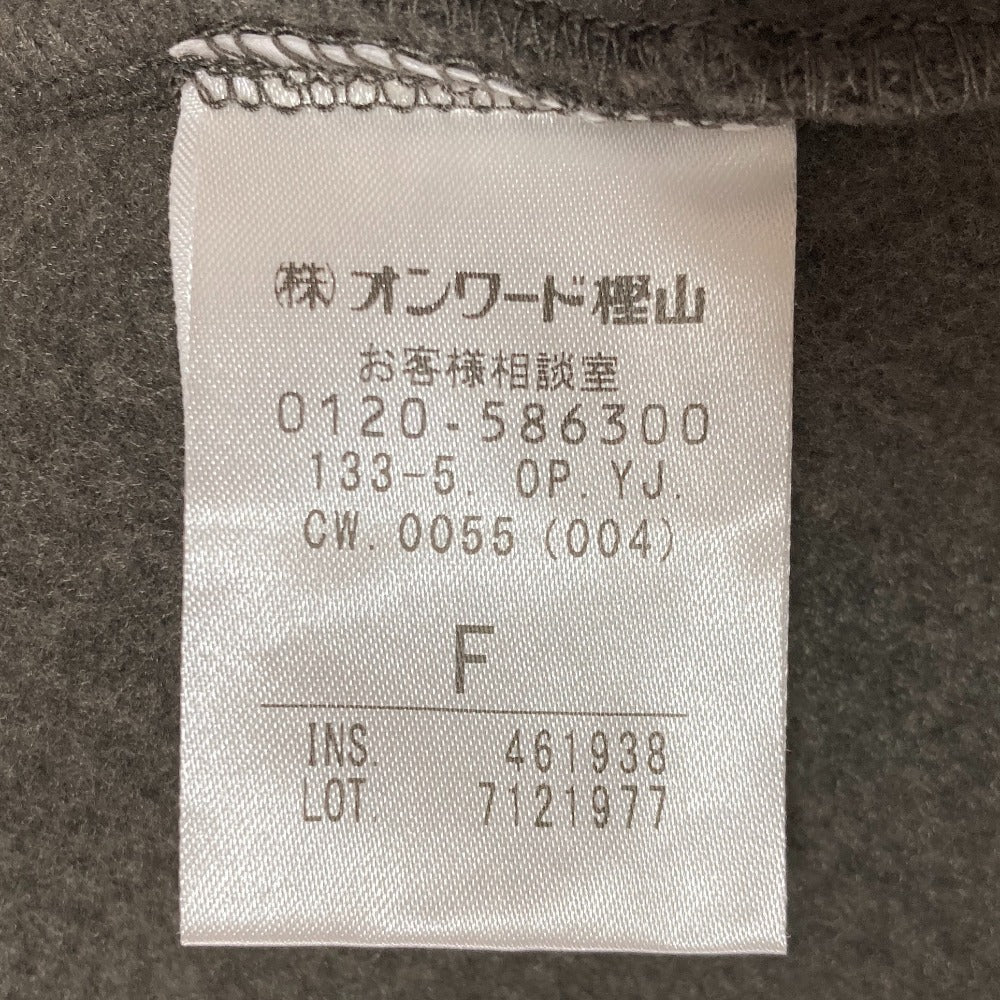 ㈱オンワード樫山
お客様相談室
0120-586300
133-5. OP. YJ.
CW. 0055 (004)
F
INS. 461938
LOT. 7121977